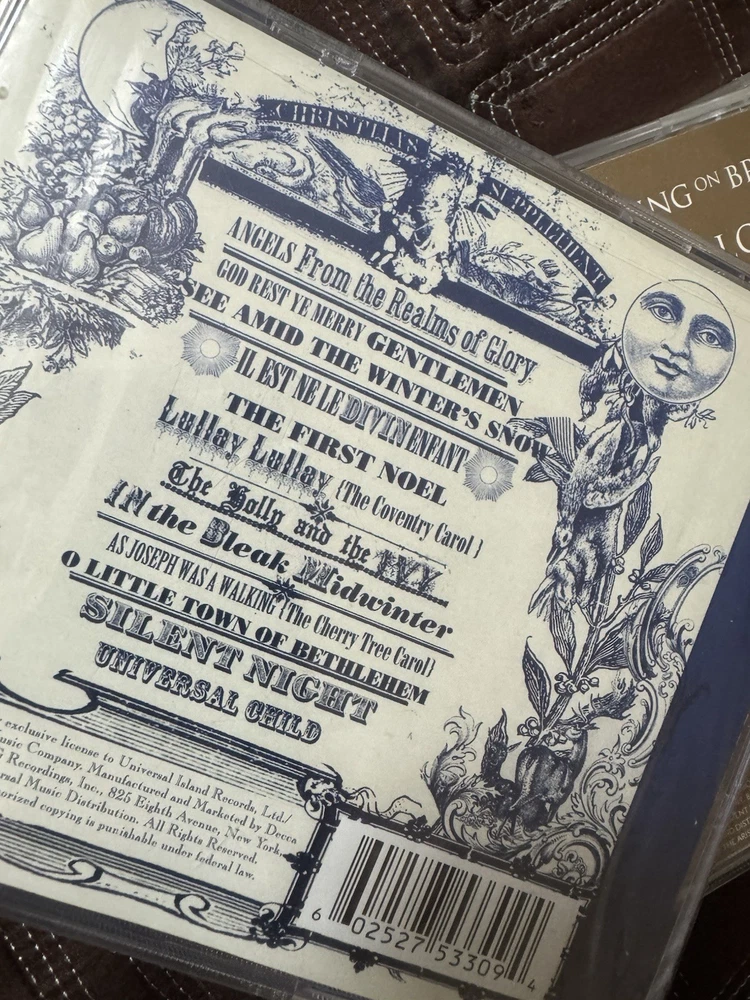 CHRISTMAS SUPPLEMENT
ANGELS From the Realms of Glory
GOD REST YE MERRY GENTLEMEN
SEE AMID THE WINTER'S SNOW
IL EST NE LE DIVIN ENFANT
THE FIRST NOEL
Lullay Lullay {The Coventry Carol}
The Holly and the IVY
IN the Bleak Midwinter
AS JOSEPH WAS A WALKING {The Cherry Tree Carol}
O LITTLE TOWN OF BETHLEHEM
SILENT NIGHT
UNIVERSAL CHILD
exclusive license to Universal Island Records, Ltd./
Music Company. Manufactured and Marketed by Decca
Recordings, Inc., 825 Eighth Avenue, New York,
Music Distribution. All Rights Reserved.
copying is punishable under federal law.
6 02527 53309 4
ON